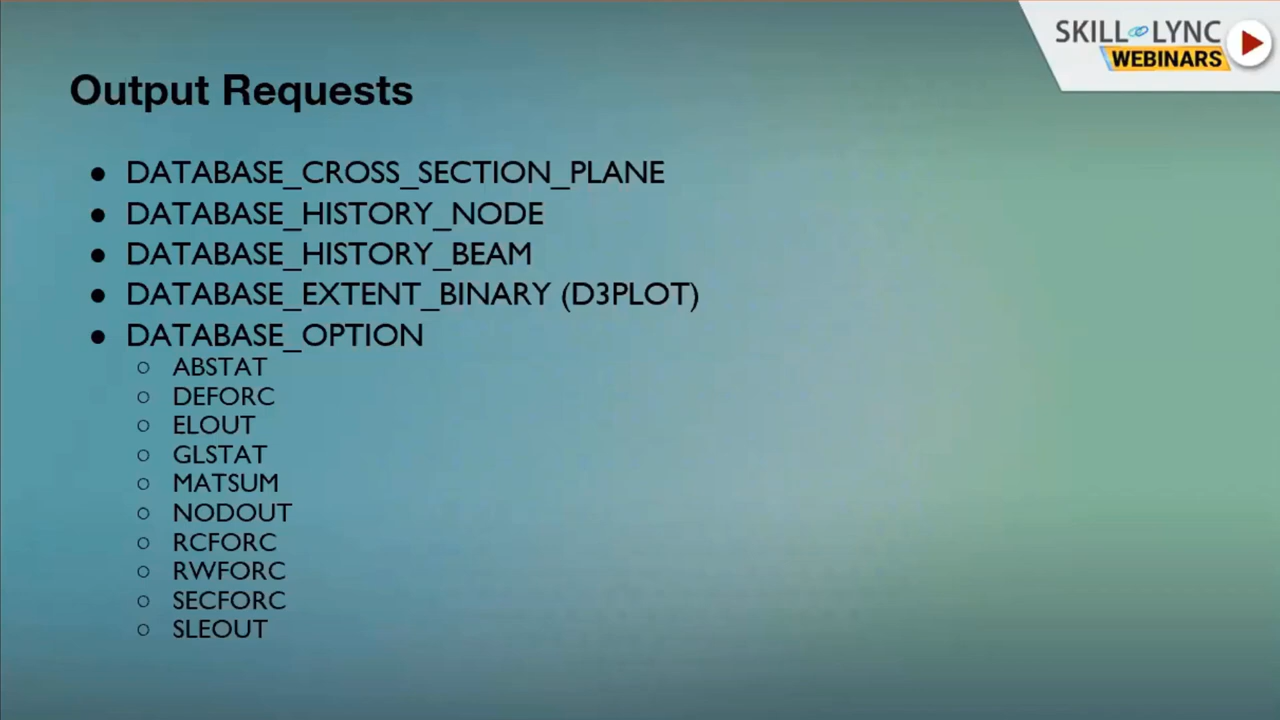 SKILL LYNC
WEBINARS
Output Requests
● DATABASE_CROSS_SECTION_PLANE
● DATABASE_HISTORY_NODE
● DATABASE_HISTORY_BEAM
● DATABASE_EXTENT_BINARY (D3PLOT)
● DATABASE_OPTION
○ ABSTAT
○ DEFORC
○ ELOUT
○ GLSTAT
○ MATSUM
○ NODOUT
○ RCFORC
○ RWFORC
○ SECFORC
○ SLEOUT